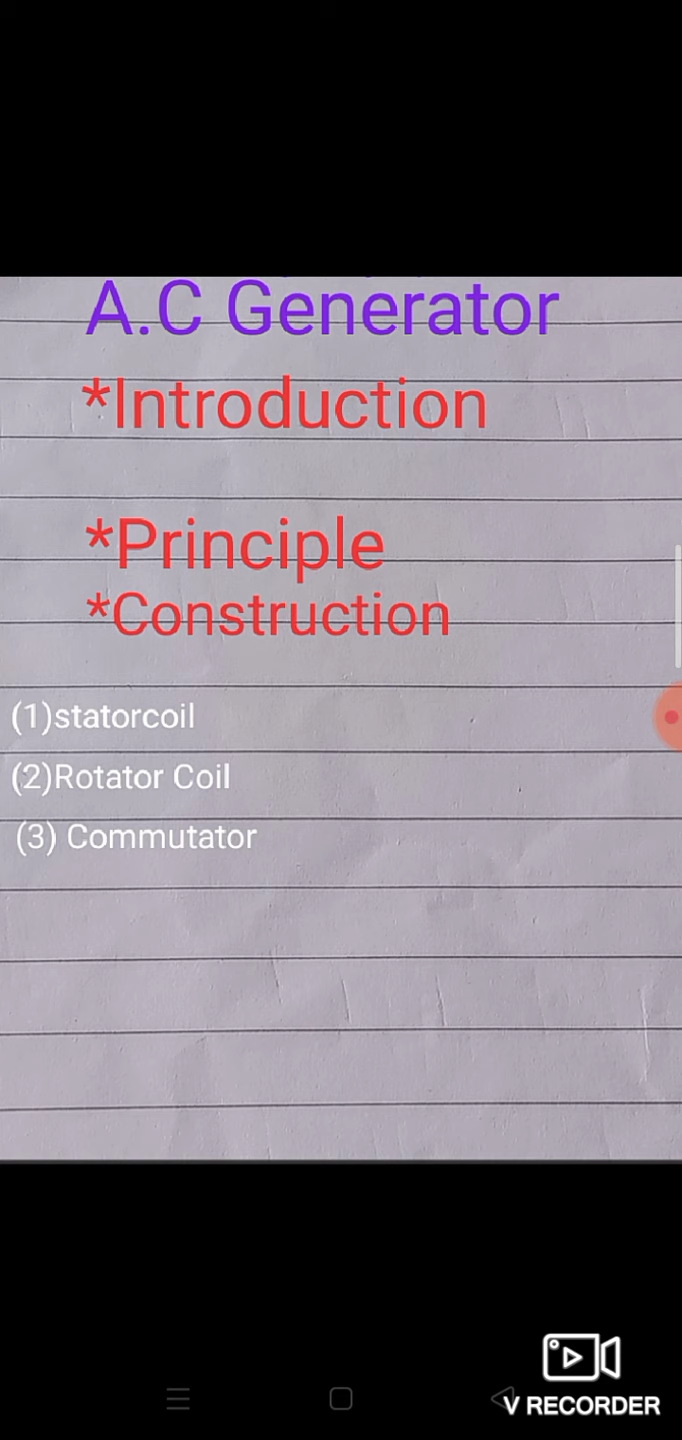 A.C Generator
*Introduction
*Principle
*Construction
(1)statorcoil
(2)Rotator Coil
(3) Commutator
V RECORDER